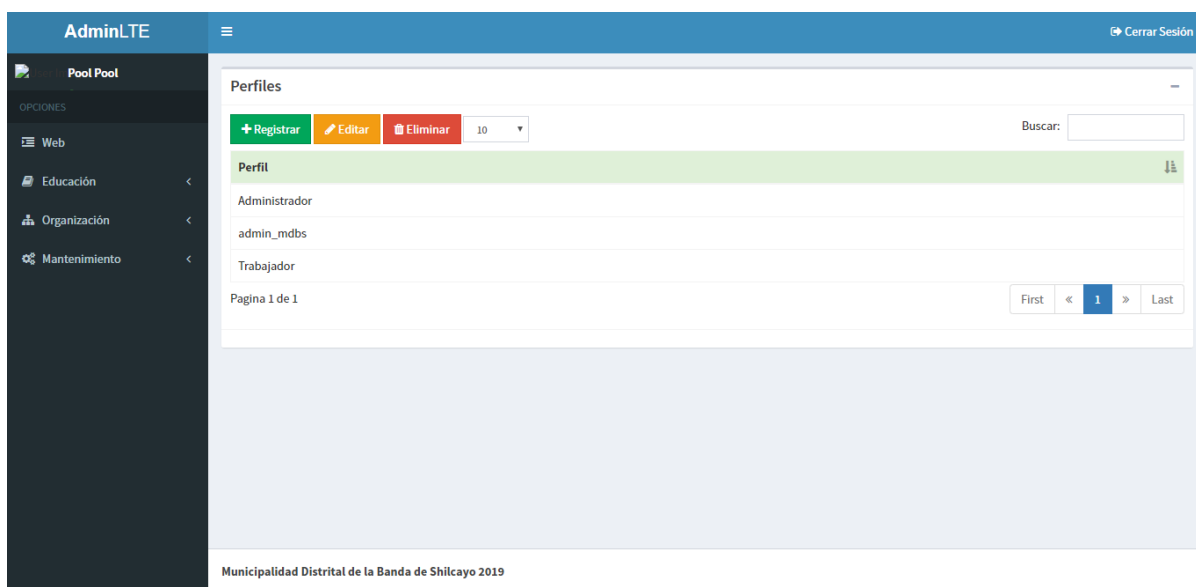 AdminLTE
Cerrar Sesión
Pool Pool
OPCIONES
Web
Educación
Organización
Mantenimiento
Perfiles
Registrar Editar Eliminar 10 Buscar:
Perfil
Administrador
admin_mdbs
Trabajador
Pagina 1 de 1 First « 1 » Last
Municipalidad Distrital de la Banda de Shilcayo 2019